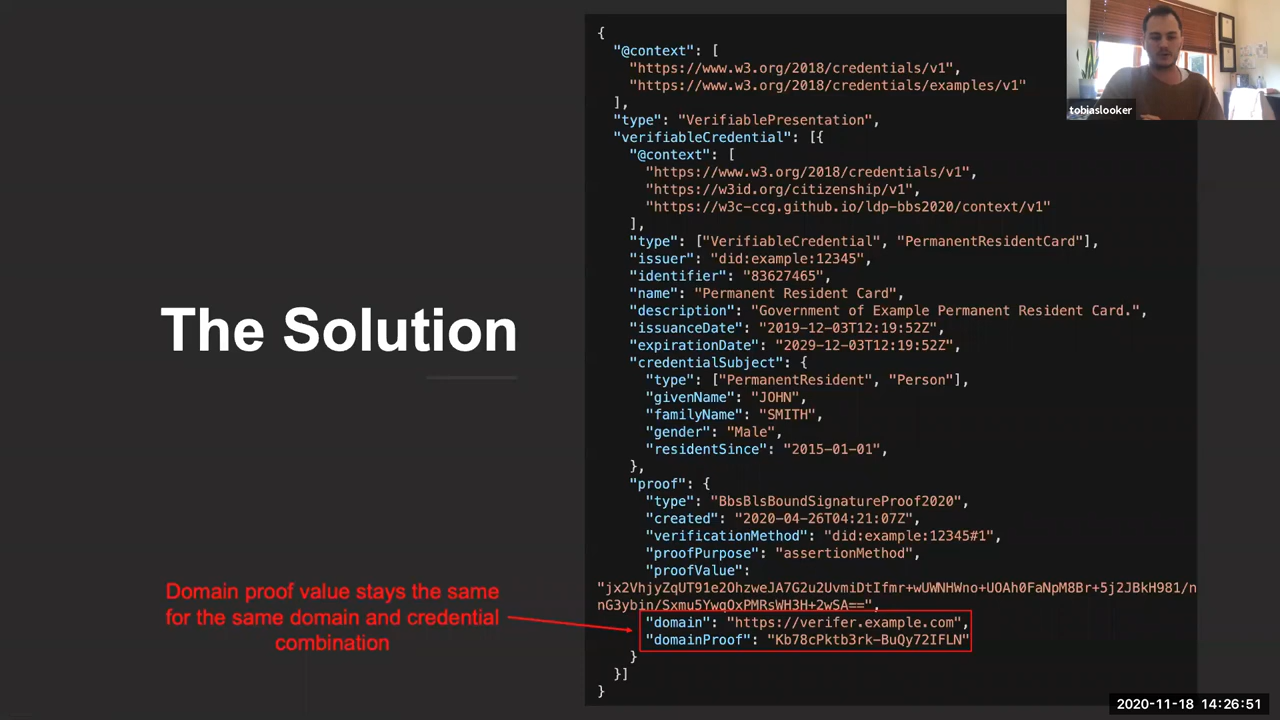 The Solution
Domain proof value stays the same
for the same domain and credential
combination
{
"@context": [
"https://www.w3.org/2018/credentials/v1",
"https://www.w3.org/2018/credentials/examples/v1"
],
"type": "VerifiablePresentation",
"verifiableCredential": [{
"@context": [
"https://www.w3.org/2018/credentials/v1",
"https://w3id.org/citizenship/v1",
"https://w3c-ccg.github.io/ldp-bbs2020/context/v1"
],
"type": ["VerifiableCredential", "PermanentResidentCard"],
"issuer": "did:example:12345",
"identifier": "83627465",
"name": "Permanent Resident Card",
"description": "Government of Example Permanent Resident Card.",
"issuanceDate": "2019-12-03T12:19:52Z",
"expirationDate": "2029-12-03T12:19:52Z",
"credentialSubject": {
"type": ["PermanentResident", "Person"],
"givenName": "JOHN",
"familyName": "SMITH",
"gender": "Male",
"residentSince": "2015-01-01",
},
"proof": {
"type": "BbsBlsBoundSignatureProof2020",
"created": "2020-04-26T04:21:07Z",
"verificationMethod": "did:example:12345#1",
"proofPurpose": "assertionMethod",
"proofValue":
"jx2VhjyZqUT91e2OhzweJA7G2u2UvmiDtIfmr+wUWNHWno+UOAh0FaNpM8Br+5j2JBkH981/n
nG3ybin/Sxmu5YwqOxPMRsWH3H+2wSA==",
"domain": "https://verifer.example.com",
"domainProof": "Kb78cPktb3rk-BuQy72IFLN"
}
}]
}
tobiaslooker
2020-11-18 14:26:51